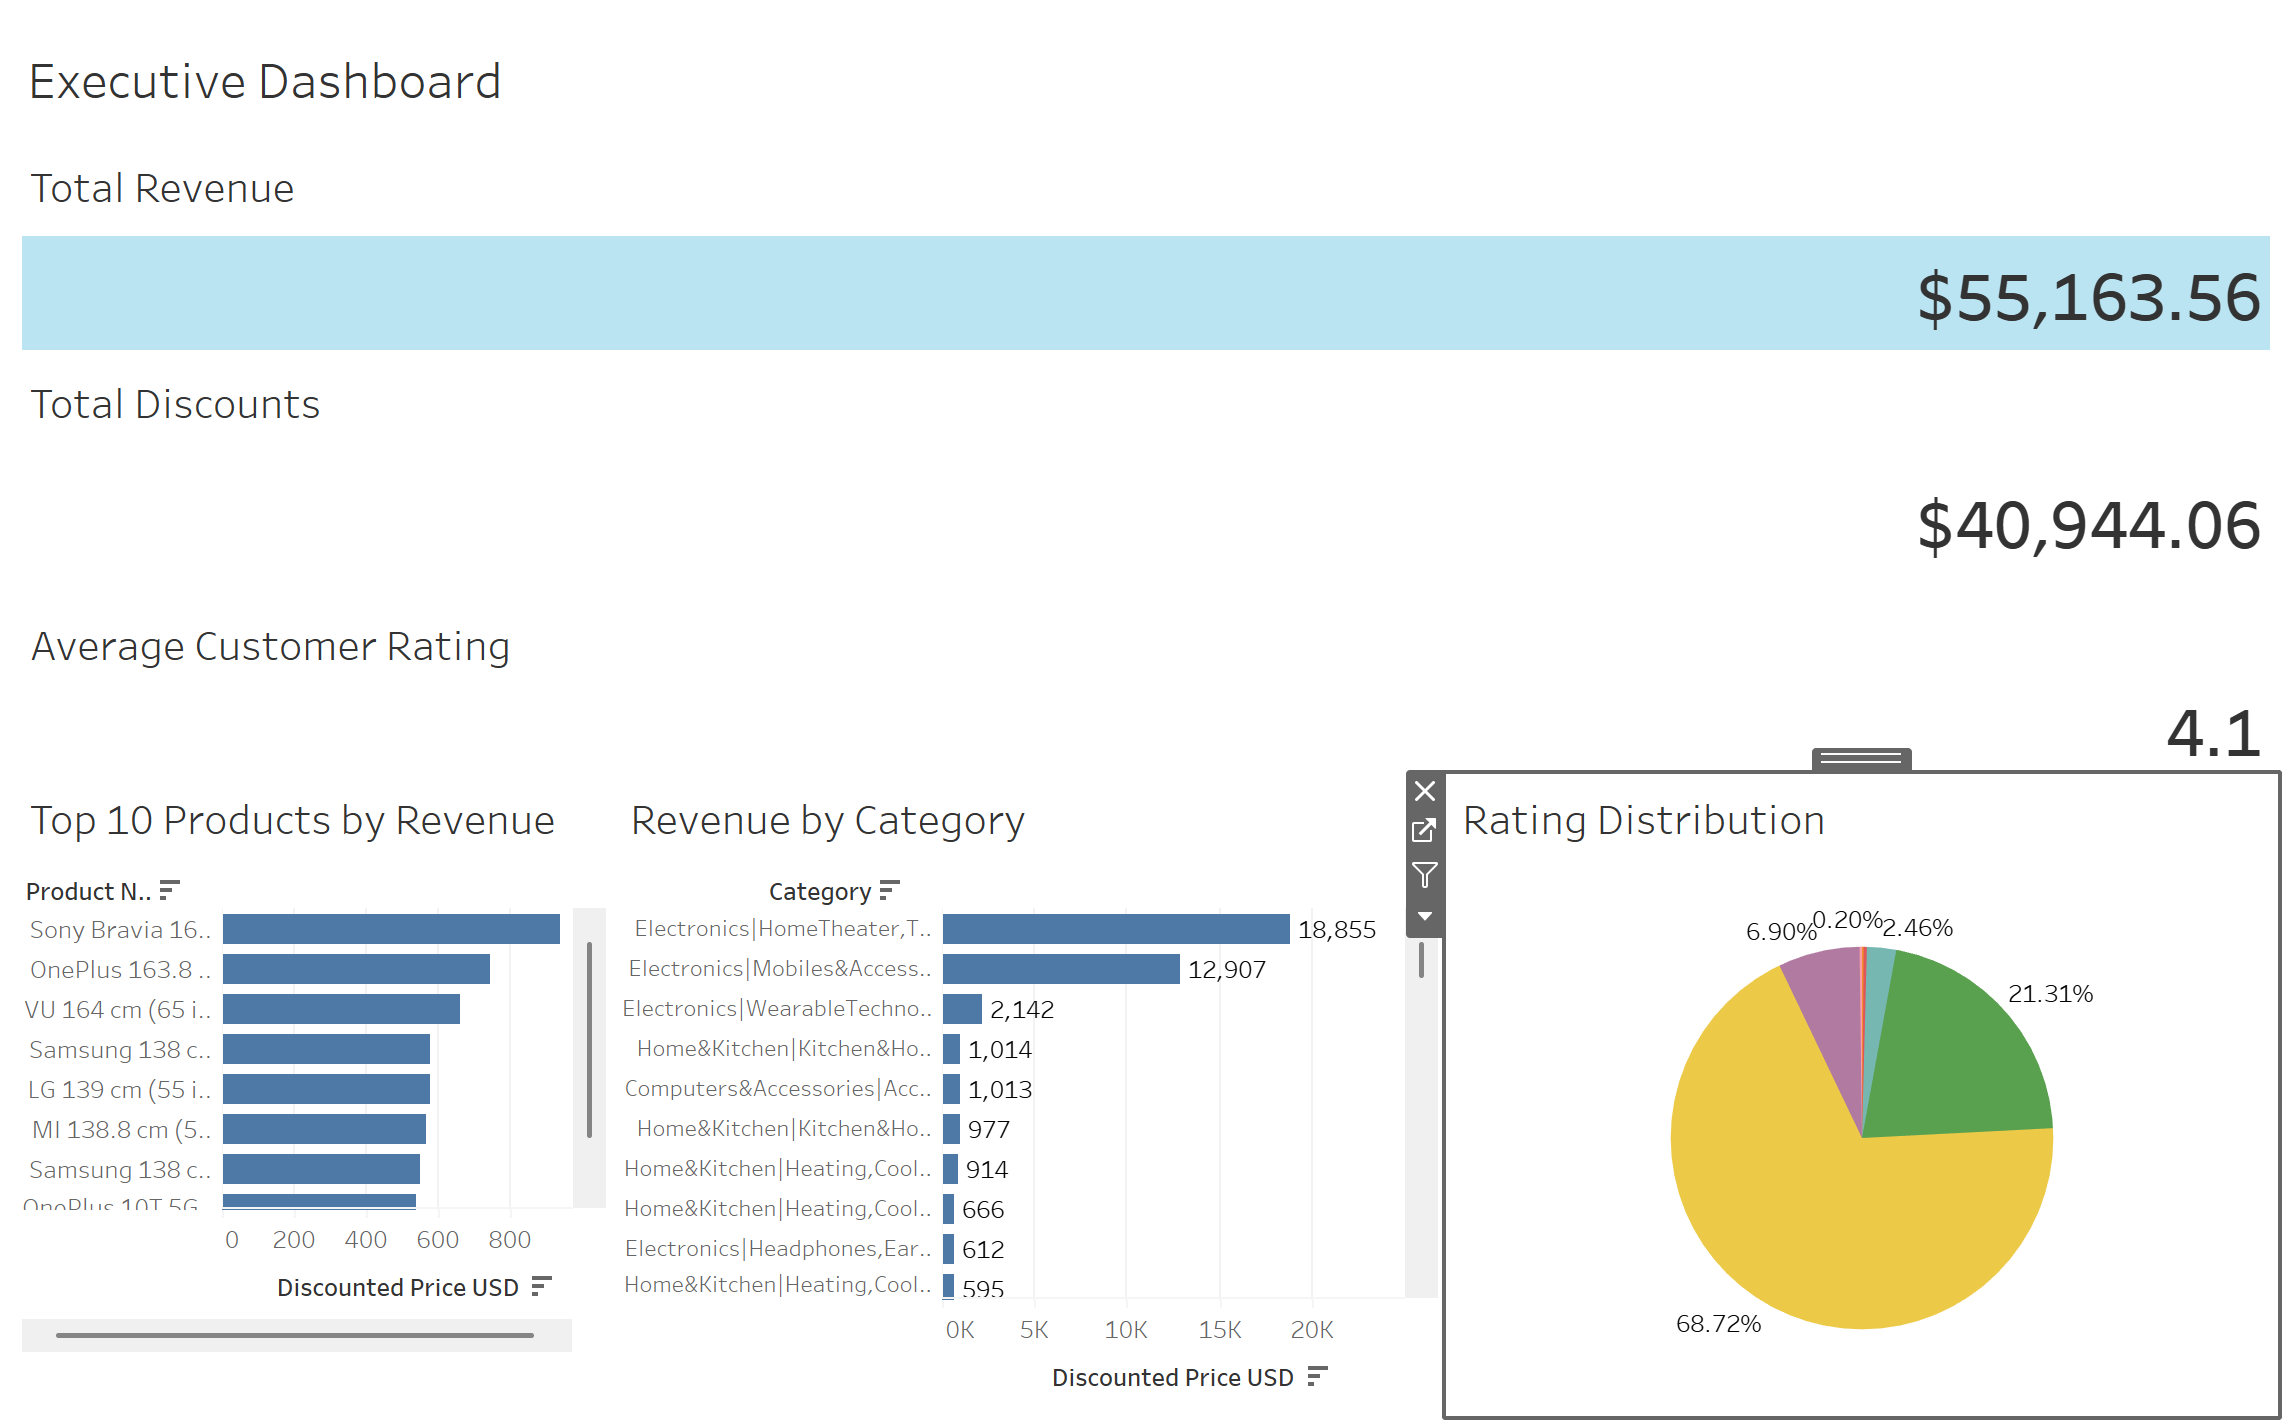 Executive Dashboard
Total Revenue
$55,163.56
Total Discounts
$40,944.06
Average Customer Rating
4.1
Top 10 Products by Revenue
Product N..
Sony Bravia 16..
OnePlus 163.8 ..
VU 164 cm (65 i..
Samsung 138 c..
LG 139 cm (55 i..
MI 138.8 cm (5..
Samsung 138 c..
OnePlus 10T 5G
0 200 400 600 800
Discounted Price USD
Revenue by Category
Category
Electronics|HomeTheater,T.. 18,855
Electronics|Mobiles&Access.. 12,907
Electronics|WearableTechno.. 2,142
Home&Kitchen|Kitchen&Ho.. 1,014
Computers&Accessories|Acc.. 1,013
Home&Kitchen|Kitchen&Ho.. 977
Home&Kitchen|Heating,Cool.. 914
Home&Kitchen|Heating,Cool.. 666
Electronics|Headphones,Ear.. 612
Home&Kitchen|Heating,Cool.. 595
0K 5K 10K 15K 20K
Discounted Price USD
Rating Distribution
6.90% 0.20% 2.46%
21.31%
68.72%